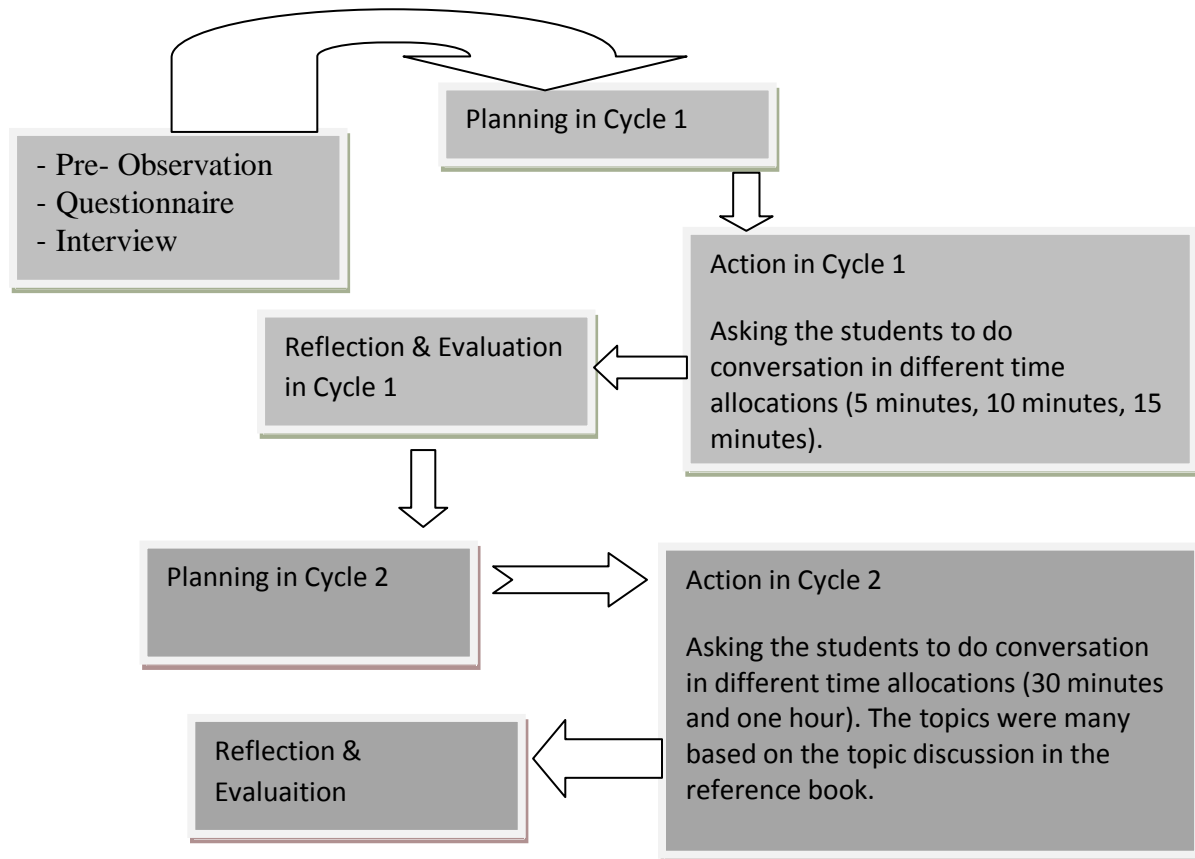 - Pre- Observation
- Questionnaire
- Interview
Planning in Cycle 1
Action in Cycle 1
Asking the students to do
conversation in different time
allocations (5 minutes, 10 minutes, 15
minutes).
Reflection & Evaluation
in Cycle 1
Planning in Cycle 2
Action in Cycle 2
Asking the students to do conversation
in different time allocations (30 minutes
and one hour). The topics were many
based on the topic discussion in the
reference book.
Reflection &
Evaluaition